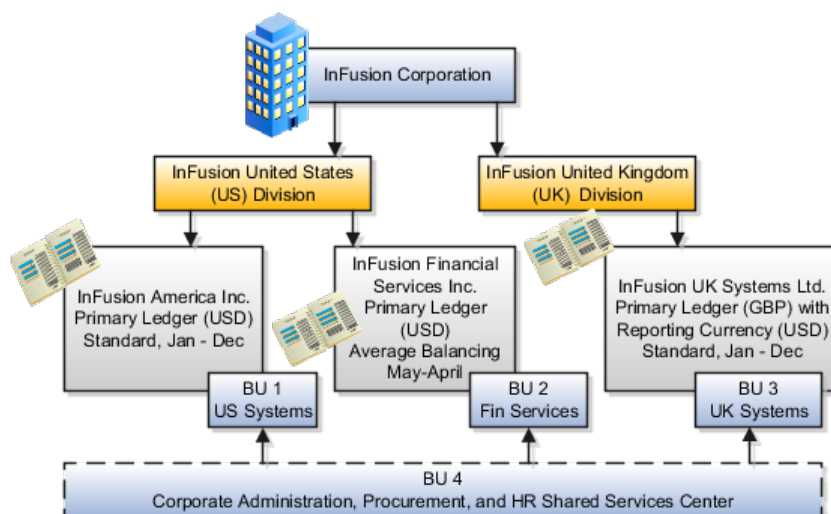 InFusion Corporation
InFusion United States
(US) Division
InFusion United Kingdom
(UK) Division
InFusion America Inc.
Primary Ledger (USD)
Standard, Jan - Dec
InFusion Financial
Services Inc.
Primary Ledger
(USD)
Average Balancing
May-April
InFusion UK Systems Ltd.
Primary Ledger (GBP) with
Reporting Currency (USD)
Standard, Jan - Dec
BU 1
US Systems
BU 2
Fin Services
BU 3
UK Systems
BU 4
Corporate Administration, Procurement, and HR Shared Services Center